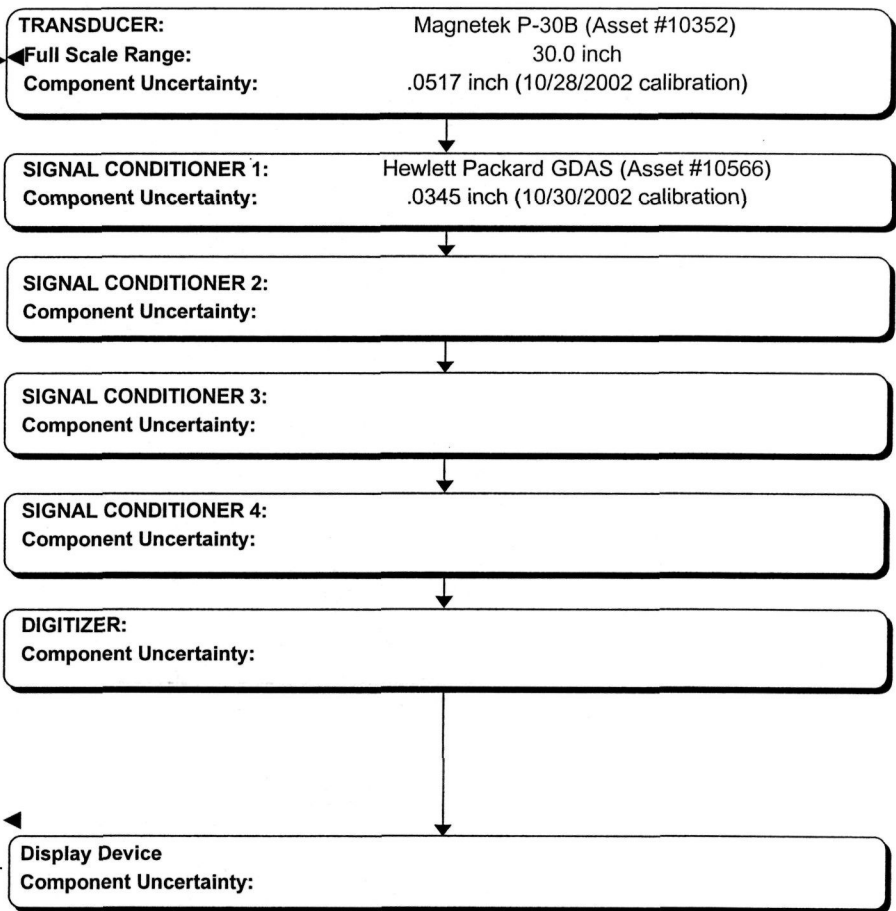 TRANSDUCER: Magnetek P-30B (Asset #10352)
Full Scale Range: 30.0 inch
Component Uncertainty: .0517 inch (10/28/2002 calibration)
SIGNAL CONDITIONER 1: Hewlett Packard GDAS (Asset #10566)
Component Uncertainty: .0345 inch (10/30/2002 calibration)
SIGNAL CONDITIONER 2:
Component Uncertainty:
SIGNAL CONDITIONER 3:
Component Uncertainty:
SIGNAL CONDITIONER 4:
Component Uncertainty:
DIGITIZER:
Component Uncertainty:
Display Device
Component Uncertainty: